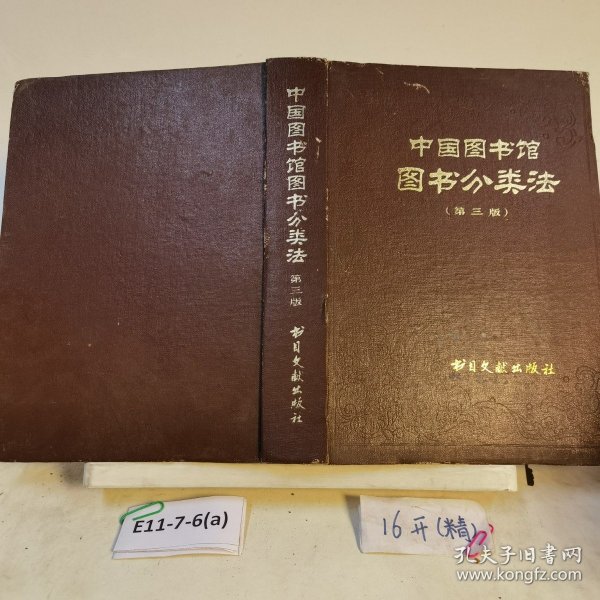 中国图书馆图书分类法
第三版
书目文献出版社
中国图书馆
图书分类法
(第三版)
书目文献出版社
E11-7-6(a)
16开(精)
孔夫子旧书网
www.kongfz.com